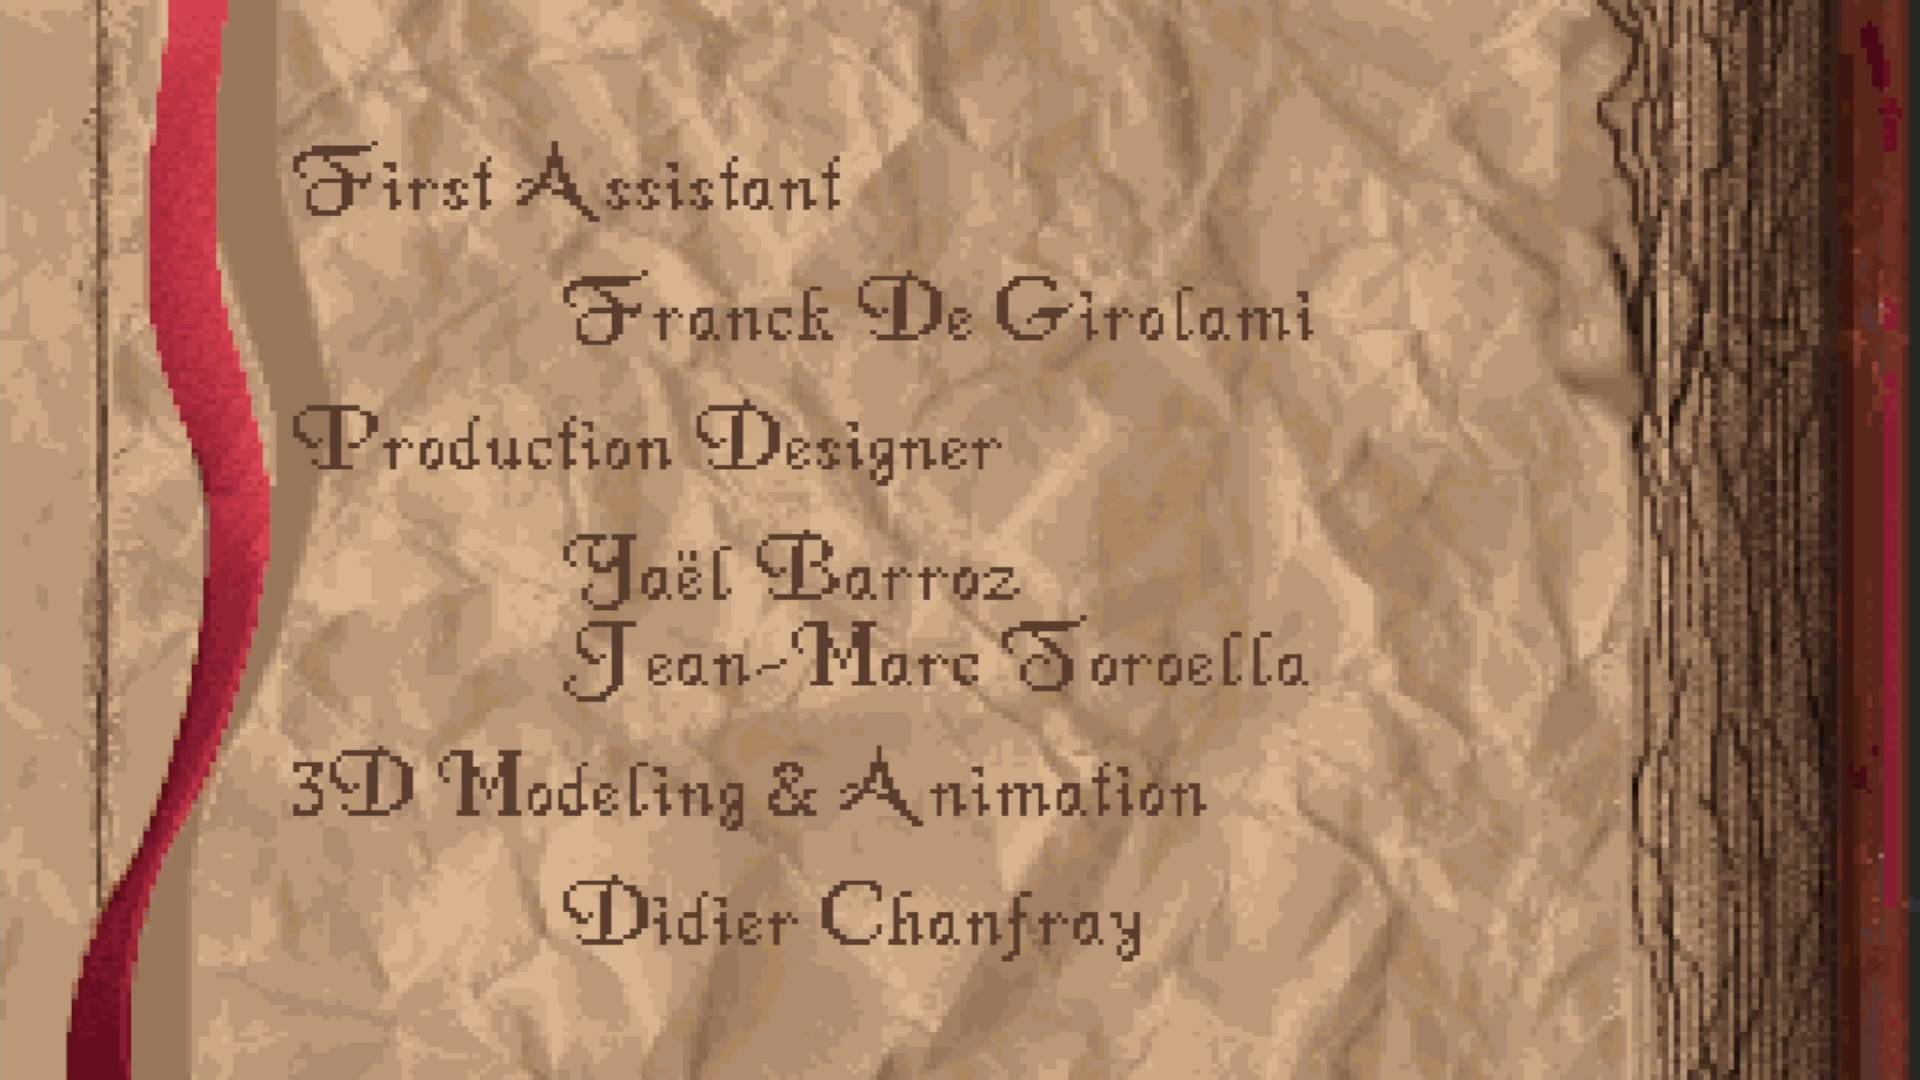 First Assistant
Franck De Girolami
Production Designer
Yaël Barroz
Jean-Marc Toroella
3D Modeling & Animation
Didier Chanfray